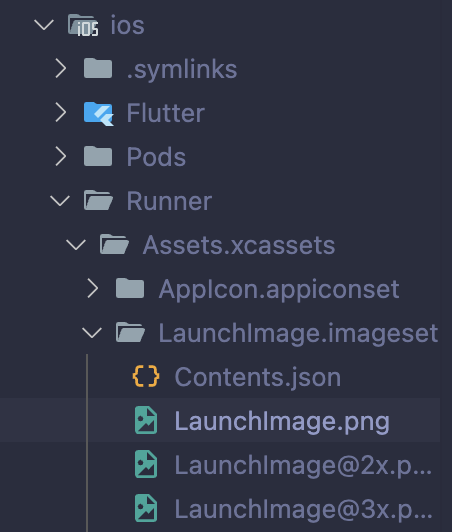 iOS ios
.symlinks
Flutter
Pods
Runner
Assets.xcassets
AppIcon.appiconset
LaunchImage.imageset
{} Contents.json
LaunchImage.png
LaunchImage@2x.p...
LaunchImage@3x.p...